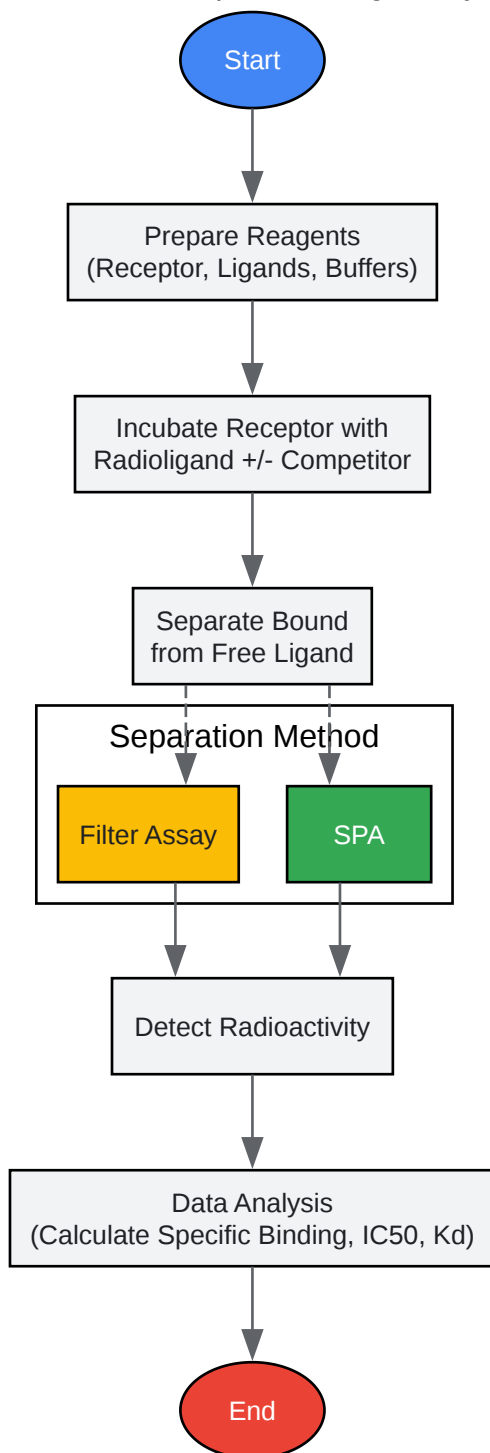 Start
Prepare Reagents
(Receptor, Ligands, Buffers)
Incubate Receptor with
Radioligand +/- Competitor
Separate Bound
from Free Ligand
Separation Method
Filter Assay
SPA
Detect Radioactivity
Data Analysis
(Calculate Specific Binding, IC50, Kd)
End